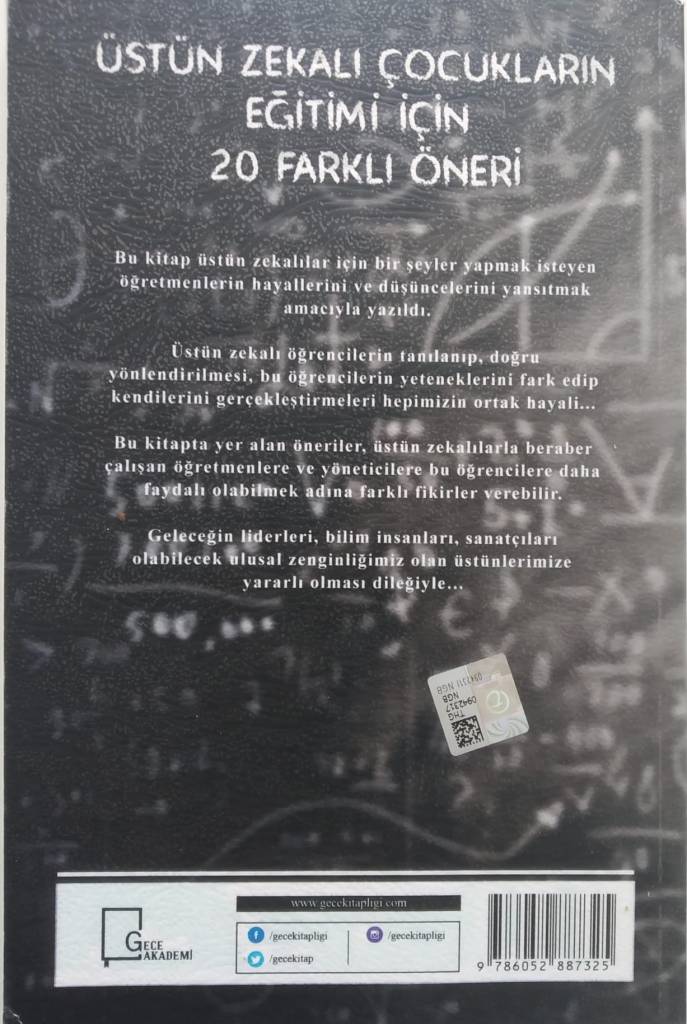 ÜSTÜN ZEKALI ÇOCUKLARIN
EĞİTİMİ İÇİN
20 FARKLI ÖNERİ
Bu kitap üstün zekalılar için bir şeyler yapmak isteyen
öğretmenlerin hayallerini ve düşüncelerini yansıtmak
amacıyla yazıldı.
Üstün zekalı öğrencilerin tanılanıp, doğru
yönlendirilmesi, bu öğrencilerin yeteneklerini fark edip
kendilerini gerçekleştirmeleri hepimizin ortak hayali...
Bu kitapta yer alan öneriler, üstün zekalılarla beraber
çalışan öğretmenlere ve yöneticilere bu öğrencilere daha
faydalı olabilmek adına farklı fikirler verebilir.
Geleceğin liderleri, bilim insanları, sanatçıları
olabilecek ulusal zenginliğimiz olan üstünlerimize
yararlı olması dileğiyle...
THG
0942317
NGB
www.gecekitapligi.com
GECE
AKADEMİ
/gecekitapligi
/gecekitapligi
/gecekitap
9 786052 887325